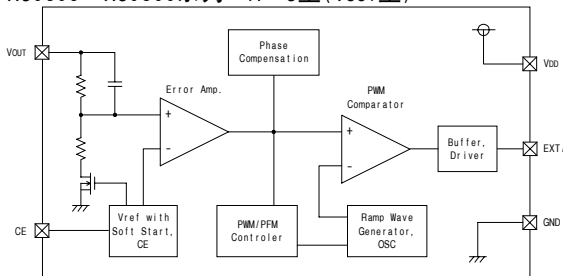 Phase
Compensation
VOUT
Error Amp.
PWM
Comparator
VDD
+
-
+
-
Buffer,
Driver
EXT/
Vref with
Soft Start,
CE
PWM/PFM
Controler
Ramp Wave
Generator,
OSC
CE
GND